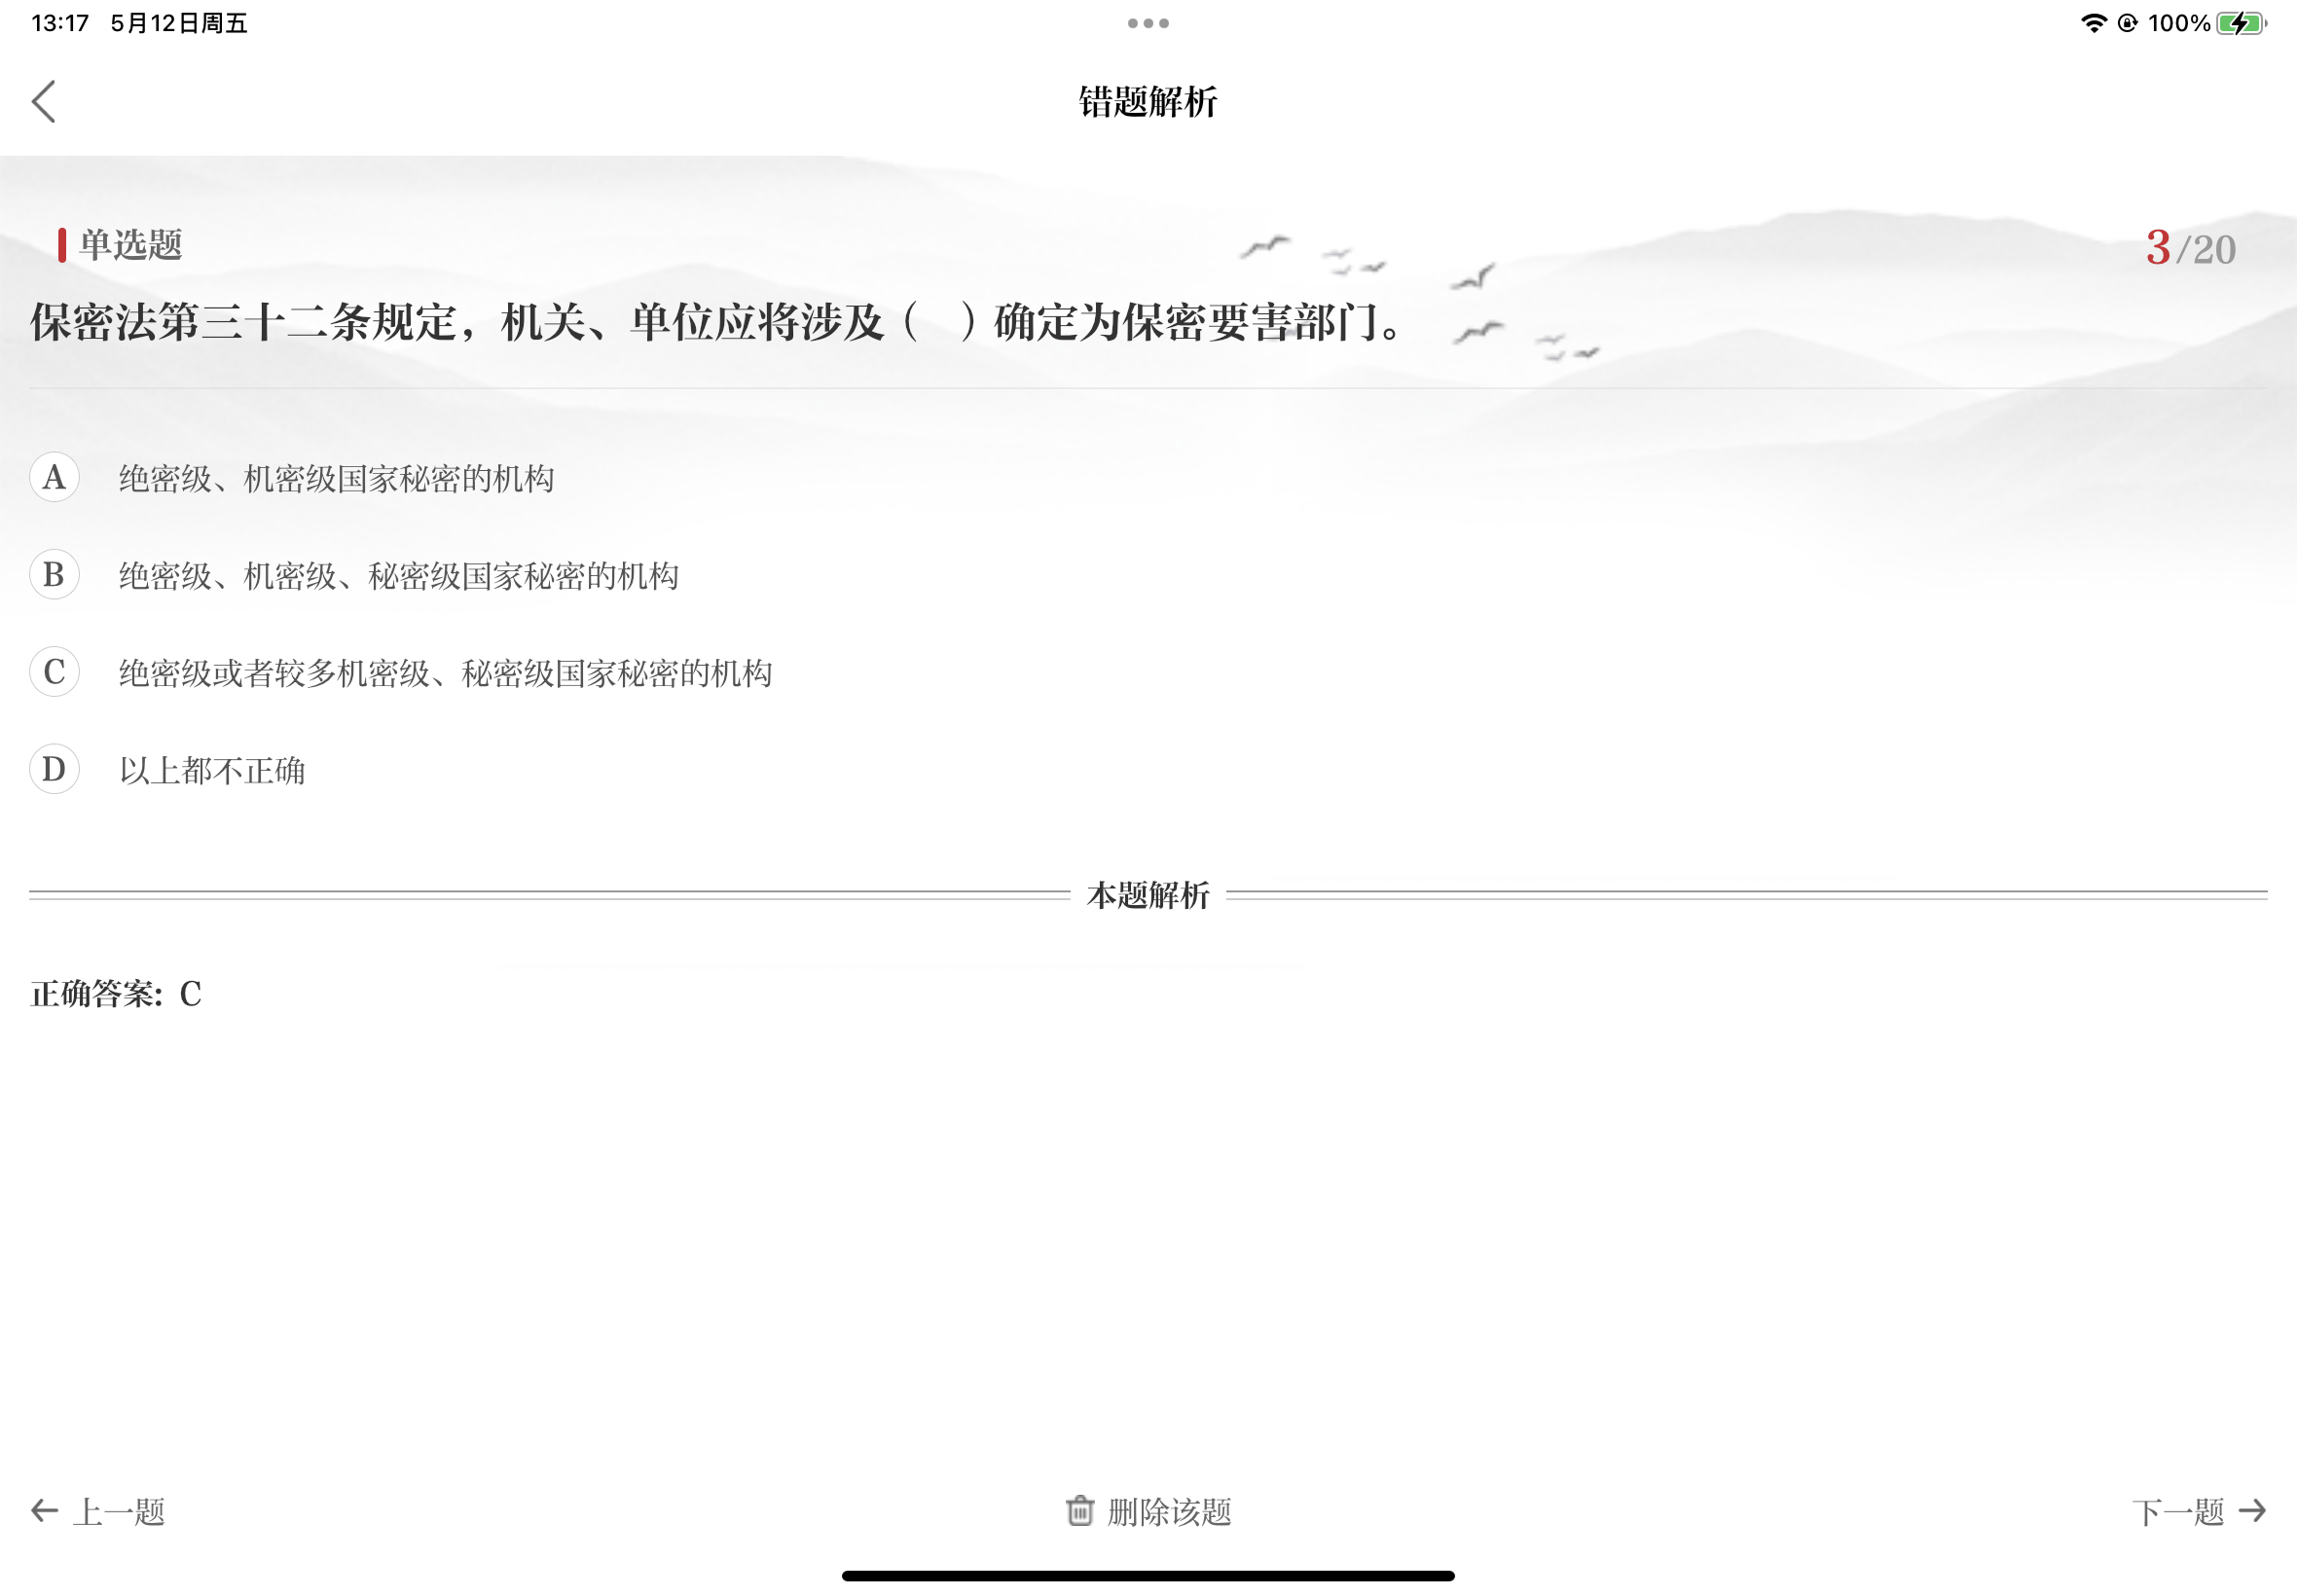 13:17 5月12日周五 100%
错题解析
单选题 3/20
保密法第三十二条规定，机关、单位应将涉及（ ）确定为保密要害部门。
A 绝密级、机密级国家秘密的机构
B 绝密级、机密级、秘密级国家秘密的机构
C 绝密级或者较多机密级、秘密级国家秘密的机构
D 以上都不正确
本题解析
正确答案: C
上一题 删除该题 下一题